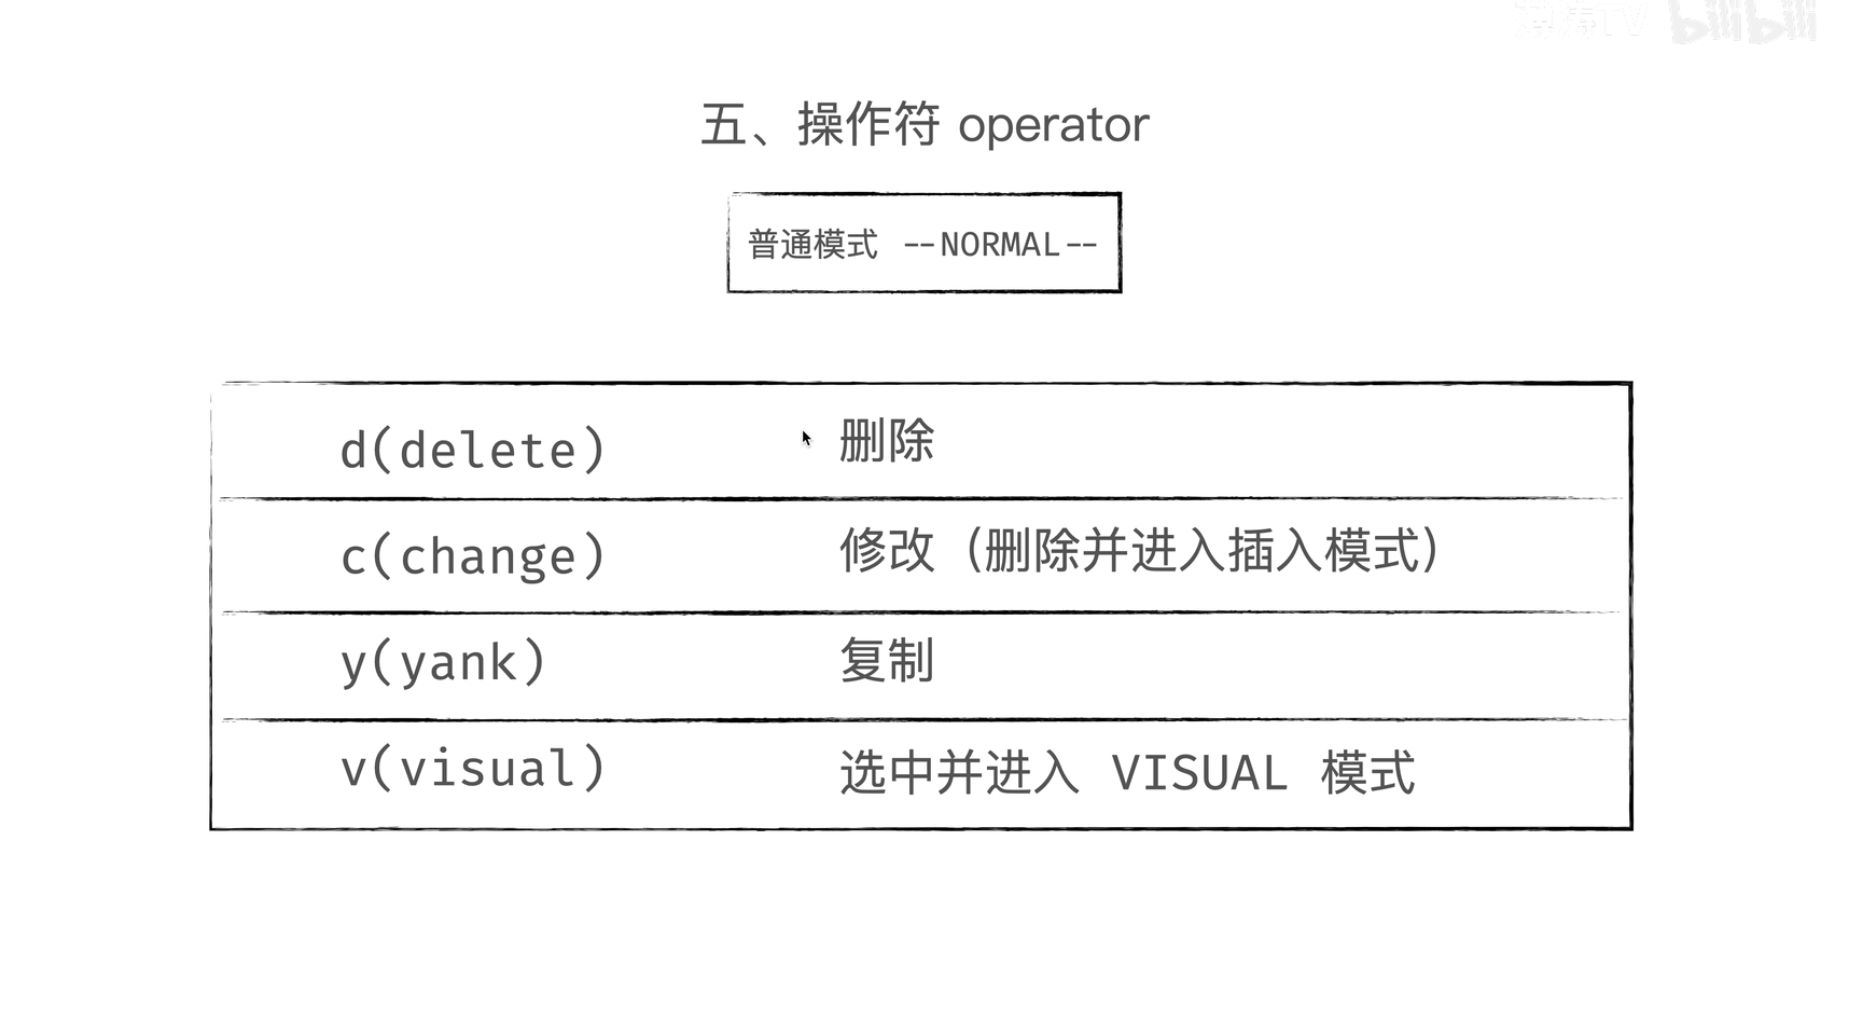 bilibili
五、操作符 operator
普通模式 --NORMAL--
d(delete) 删除
c(change) 修改（删除并进入插入模式）
y(yank) 复制
v(visual) 选中并进入 VISUAL 模式